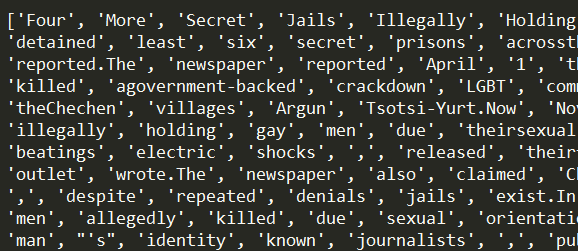 ['Four', 'More', 'Secret', 'Jails', 'Illegally', 'Holding
'detained', 'least', 'six', 'secret', 'prisons', 'acrossth
'reported.The', 'newspaper', 'reported', 'April', '1', 'th
'killed', 'agovernment-backed', 'crackdown', 'LGBT', 'com
'theChechen', 'villages', 'Argun', 'Tsotsi-Yurt.Now', 'No
'illegally', 'holding', 'gay', 'men', 'due', 'theirsexual
'beatings', 'electric', 'shocks', ',', 'released', 'their
'outlet', 'wrote.The', 'newspaper', 'also', 'claimed', 'C
',', 'despite', 'repeated', 'denials', 'jails', 'exist.In
'men', 'allegedly', 'killed', 'due', 'sexual', 'orientati
'man', "'s", 'identity', 'known', 'journalists', ',', 'pu